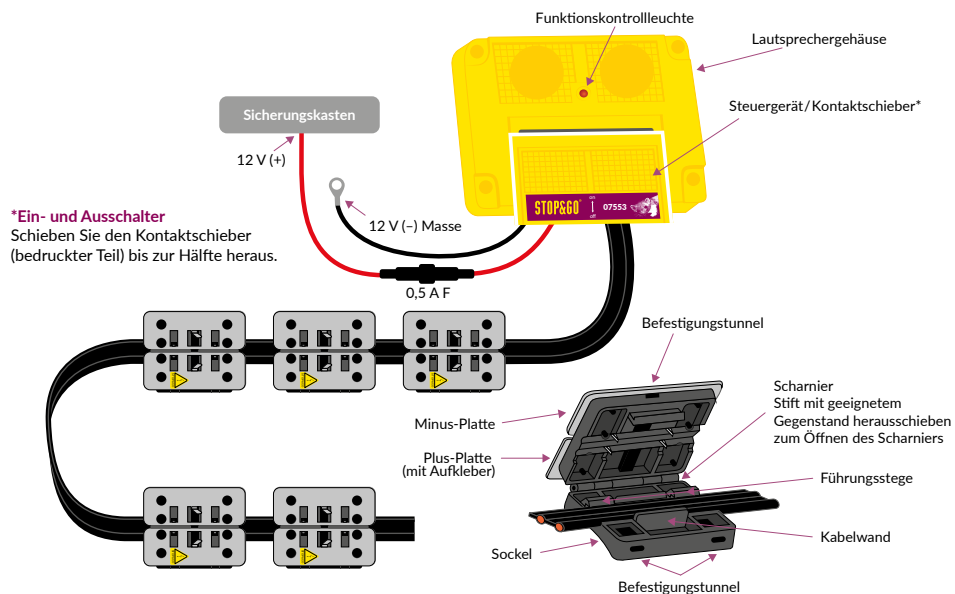 Funktionskontrollleuchte
Lautsprechergehäuse
Sicherungskasten
Steuergerät/Kontaktschieber*
12 V (+)
STOP&GO®
on
off
07553
*Ein- und Ausschalter
Schieben Sie den Kontaktschieber
(bedruckter Teil) bis zur Hälfte heraus.
12 V (–) Masse
0,5 A F
Befestigungstunnel
Minus-Platte
Scharnier
Stift mit geeignetem
Gegenstand herausschieben
zum Öffnen des Scharniers
Plus-Platte
(mit Aufkleber)
Führungsstege
Kabelwand
Sockel
Befestigungstunnel